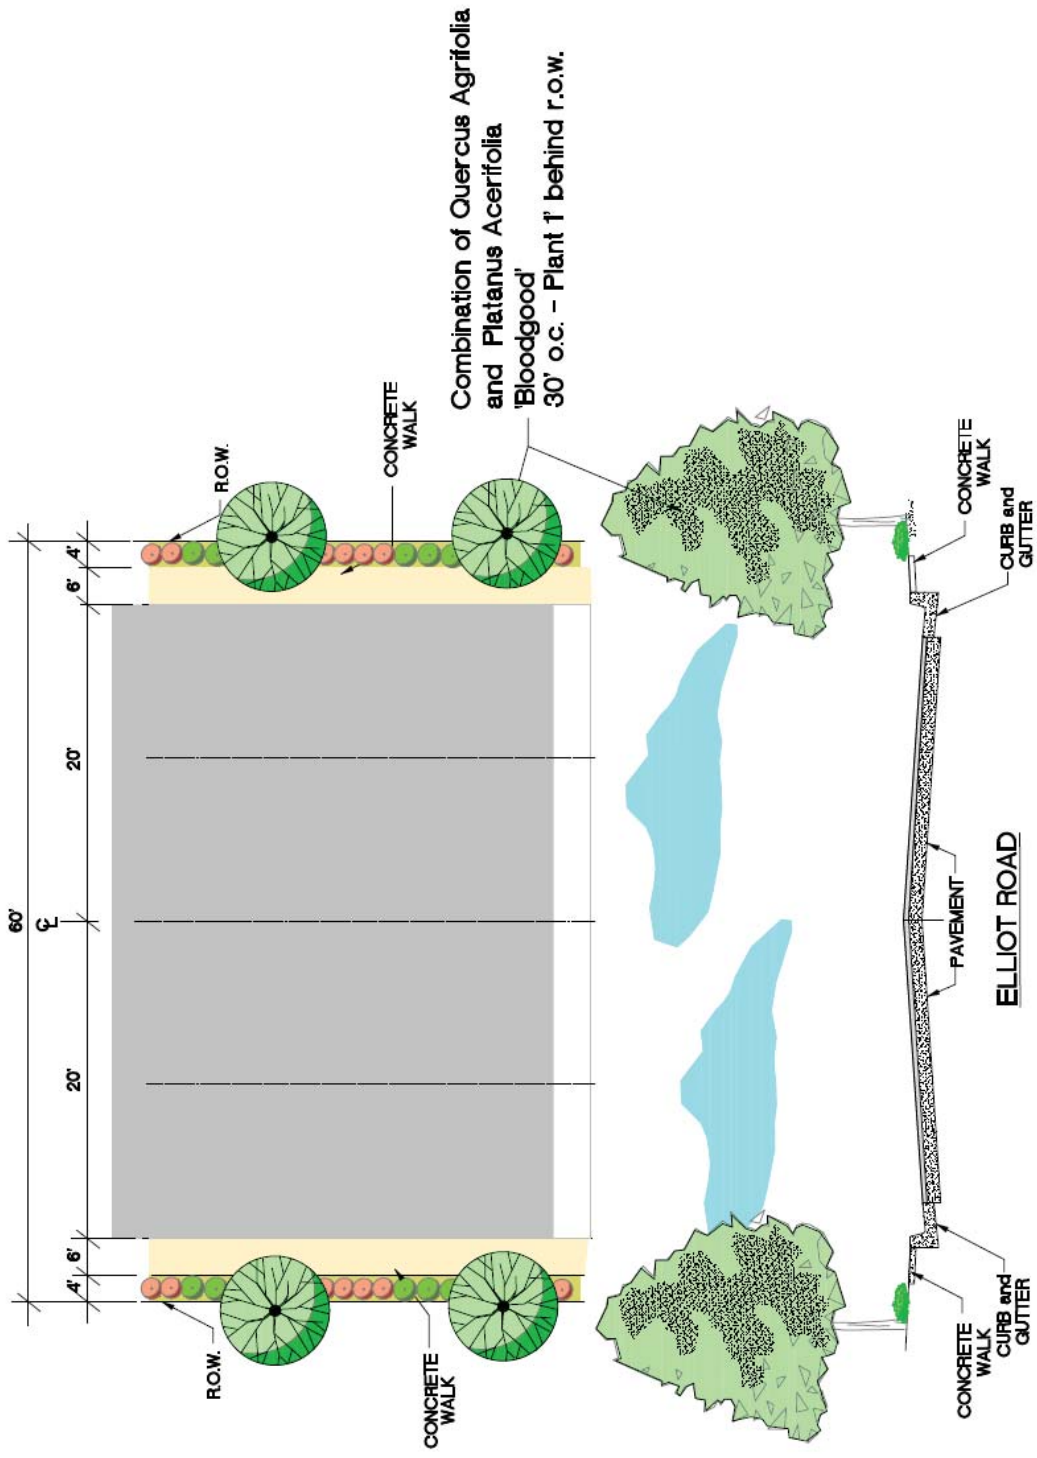 60'
℄
4'
6'
20'
20'
6'
4'
R.O.W.
CONCRETE
WALK
R.O.W.
CONCRETE
WALK
Combination of Quercus Agrifolia
and Platanus Acerifolia
'Bloodgood'
30' o.c. - Plant 1' behind r.o.w.
CONCRETE
WALK
CURB and
GUTTER
PAVEMENT
CONCRETE
WALK
CURB and
GUTTER
ELLIOT ROAD